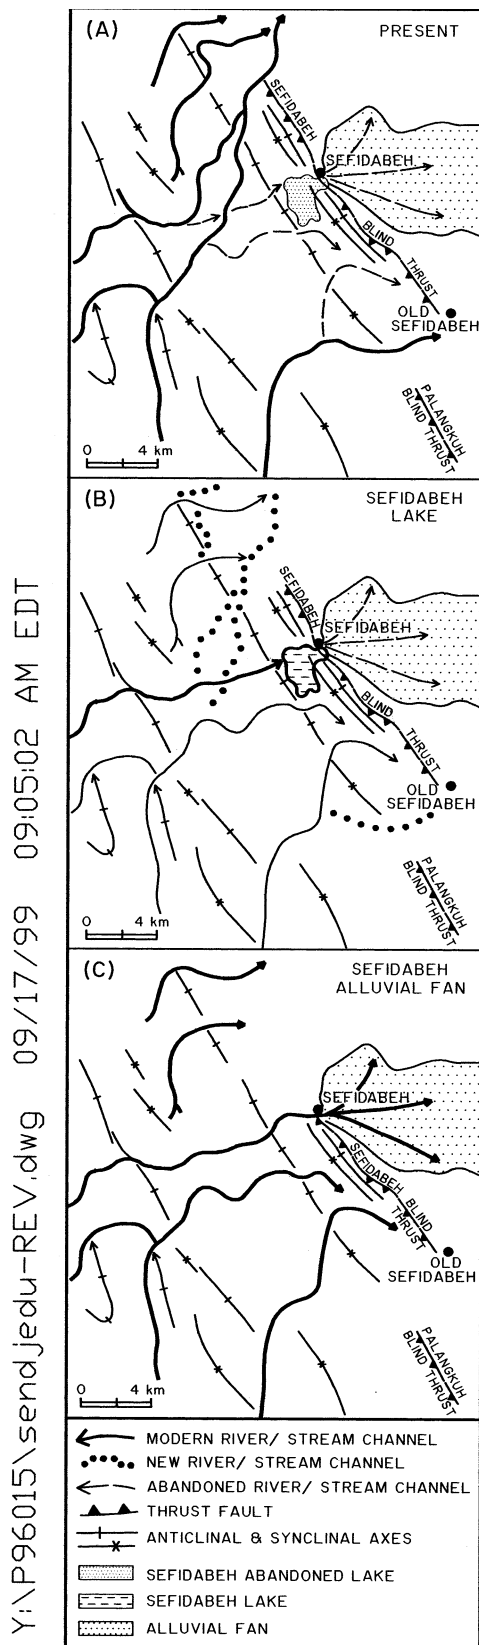 Y:\P96015\sendjedu-REV.dwg 09/17/99 09:05:02 AM EDT
(A)
PRESENT
SEFIDABEH
SEFIDABEH
BLIND
THRUST
OLD
SEFIDABEH
PALANGKUH
BLIND THRUST
0 4 km
(B)
SEFIDABEH
LAKE
SEFIDABEH
SEFIDABEH
BLIND
THRUST
OLD
SEFIDABEH
PALANGKUH
BLIND THRUST
0 4 km
(C)
SEFIDABEH
ALLUVIAL FAN
SEFIDABEH
SEFIDABEH BLIND
THRUST
OLD
SEFIDABEH
PALANGKUH
BLIND THRUST
0 4 km
MODERN RIVER/ STREAM CHANNEL
NEW RIVER/ STREAM CHANNEL
ABANDONED RIVER/ STREAM CHANNEL
THRUST FAULT
ANTICLINAL & SYNCLINAL AXES
SEFIDABEH ABANDONED LAKE
SEFIDABEH LAKE
ALLUVIAL FAN